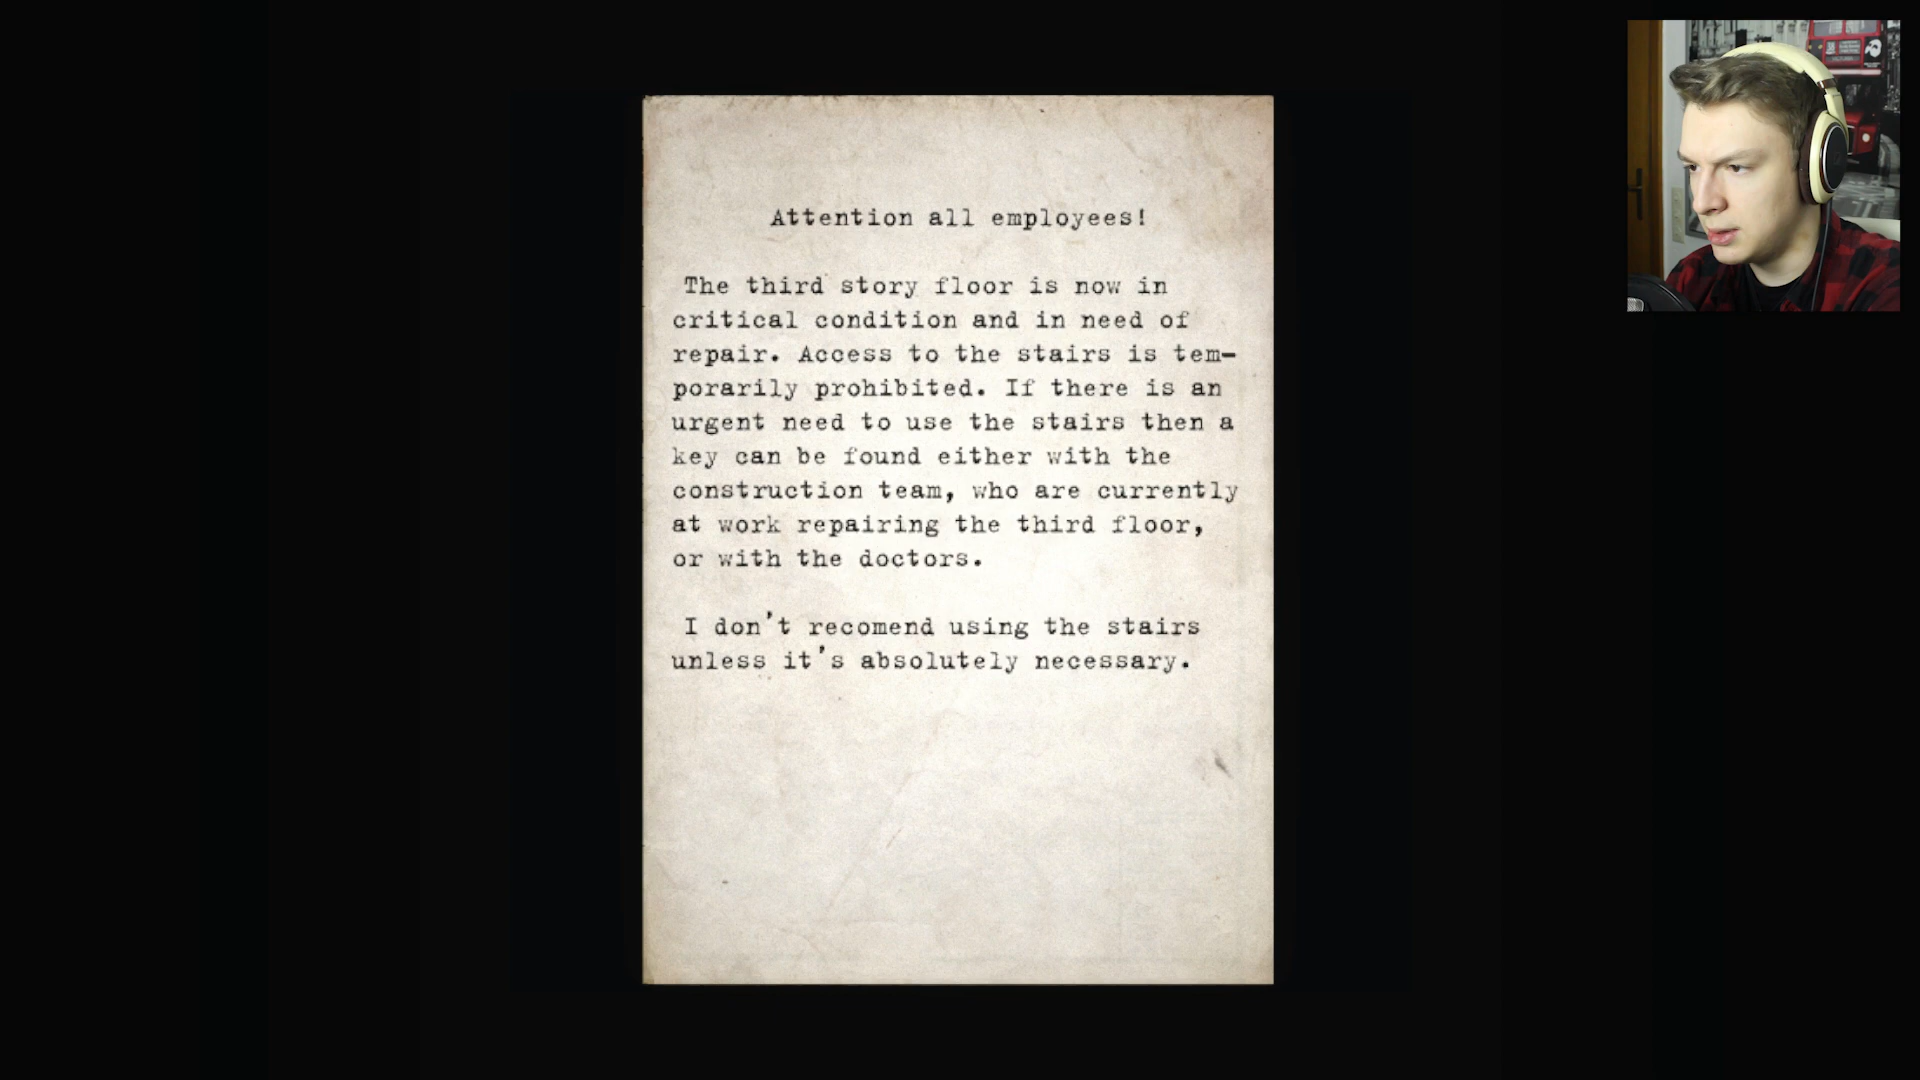 Attention all employees!
The third story floor is now in
critical condition and in need of
repair. Access to the stairs is tem-
porarily prohibited. If there is an
urgent need to use the stairs then a
key can be found either with the
construction team, who are currently
at work repairing the third floor,
or with the doctors.
I don't recomend using the stairs
unless it's absolutely necessary.